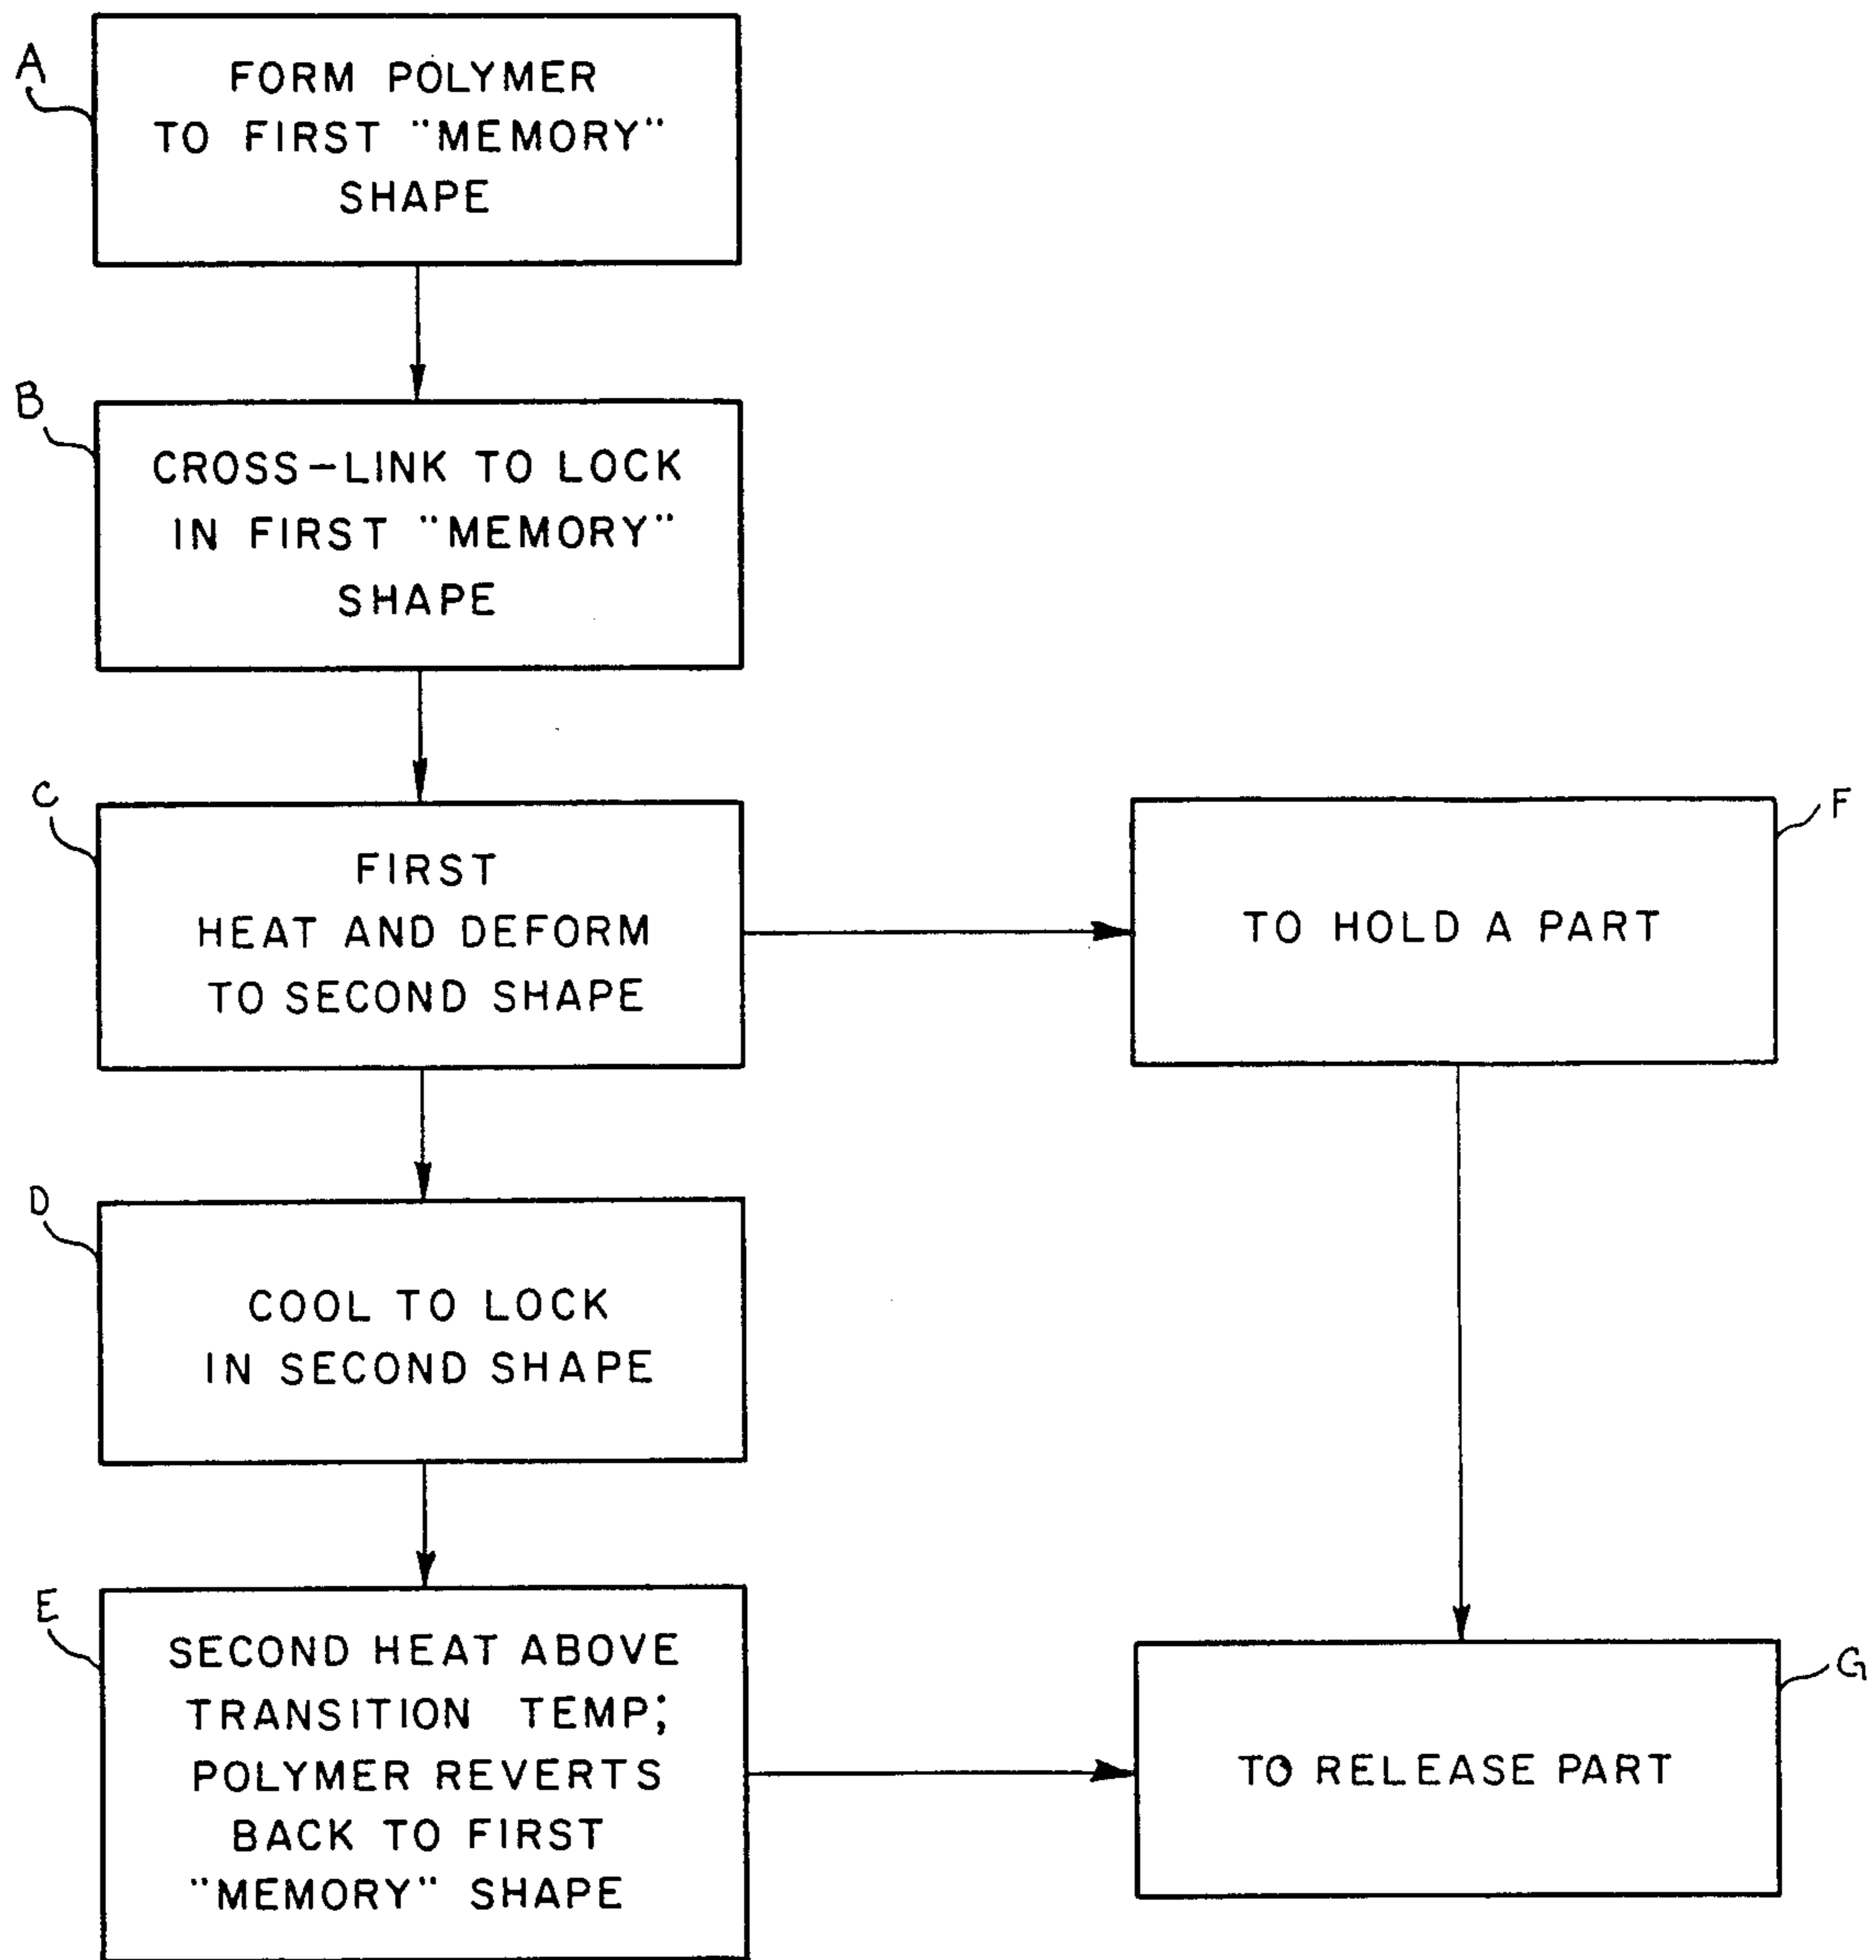 A
FORM POLYMER
TO FIRST "MEMORY"
SHAPE
B
CROSS-LINK TO LOCK
IN FIRST "MEMORY"
SHAPE
C
FIRST
HEAT AND DEFORM
TO SECOND SHAPE
F
TO HOLD A PART
D
COOL TO LOCK
IN SECOND SHAPE
E
SECOND HEAT ABOVE
TRANSITION TEMP;
POLYMER REVERTS
BACK TO FIRST
"MEMORY" SHAPE
G
TO RELEASE PART